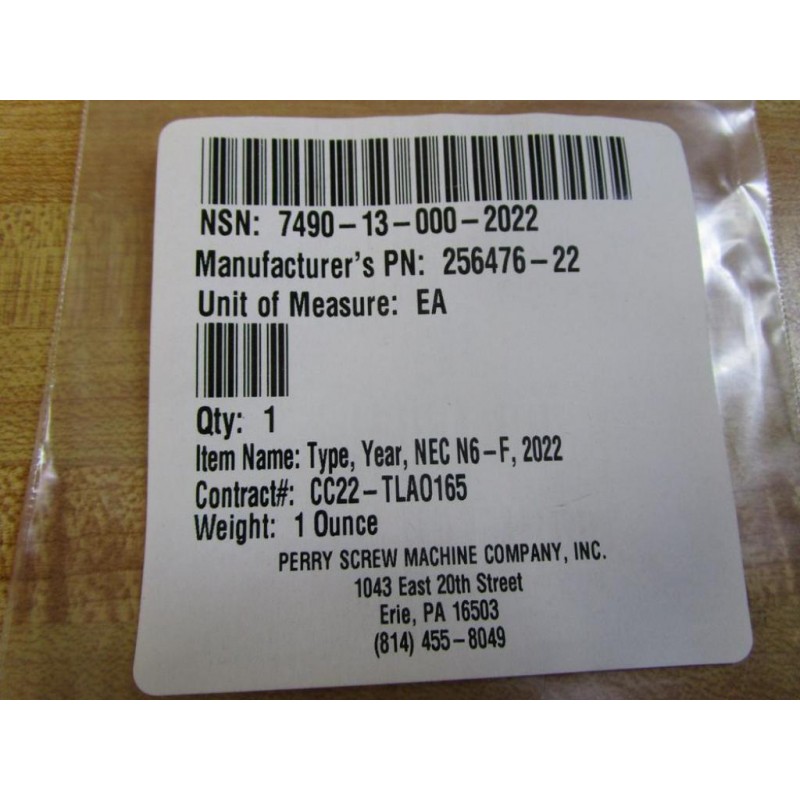 NSN: 7490-13-000-2022
Manufacturer's PN: 256476-22
Unit of Measure: EA
Qty: 1
Item Name: Type, Year, NEC N6-F, 2022
Contract#: CC22-TLAO165
Weight: 1 Ounce
PERRY SCREW MACHINE COMPANY, INC.
1043 East 20th Street
Erie, PA 16503
(814) 455-8049